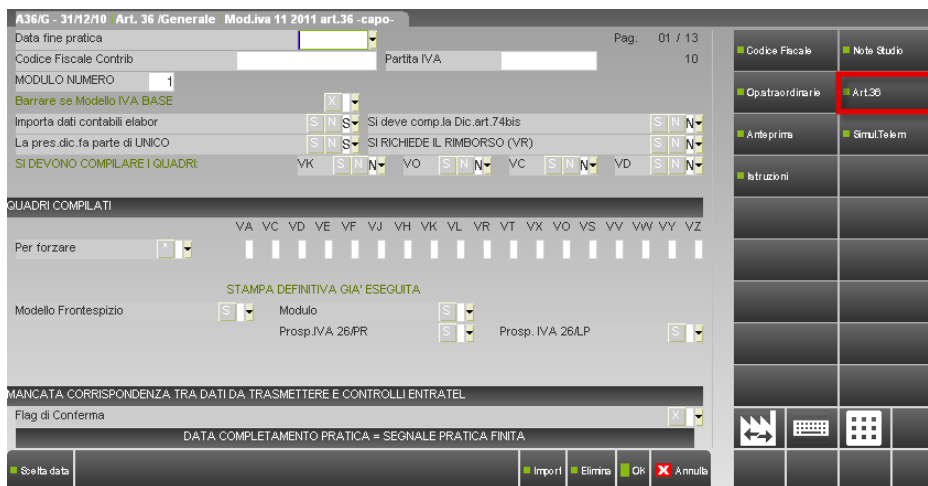 A36/G - 31/12/10 Art. 36 /Generale Mod.iva 11 2011 art.36 -capo-
Data fine pratica Pag. 01 / 13
Codice Fiscale Contrib Partita IVA 10
MODULO NUMERO 1
Barrare se Modello IVA BASE X
Importa dati contabili elabor S N S Si deve comp.la Dic.art.74bis S N N
La pres.dic.fa parte di UNICO S N S SI RICHIEDE IL RIMBORSO (VR) S N N
SI DEVONO COMPILARE I QUADRI: VK S N N VO S N N VC S N N VD S N N
QUADRI COMPILATI
VA VC VD VE VF VJ VH VK VL VR VT VX VO VS VV VW VY VZ
Per forzare *
STAMPA DEFINITIVA GIA' ESEGUITA
Modello Frontespizio S Modulo S
Prosp.IVA 26/PR S Prosp. IVA 26/LP S
MANCATA CORRISPONDENZA TRA DATI DA TRASMETTERE E CONTROLLI ENTRATEL
Flag di Conferma X
DATA COMPLETAMENTO PRATICA = SEGNALE PRATICA FINITA
Scelta data Import Elimina OK X Annulla
Codice Fiscale Note Studio
Op.straordinarie Art.36
Anteprima Simul.Telem
Istruzioni